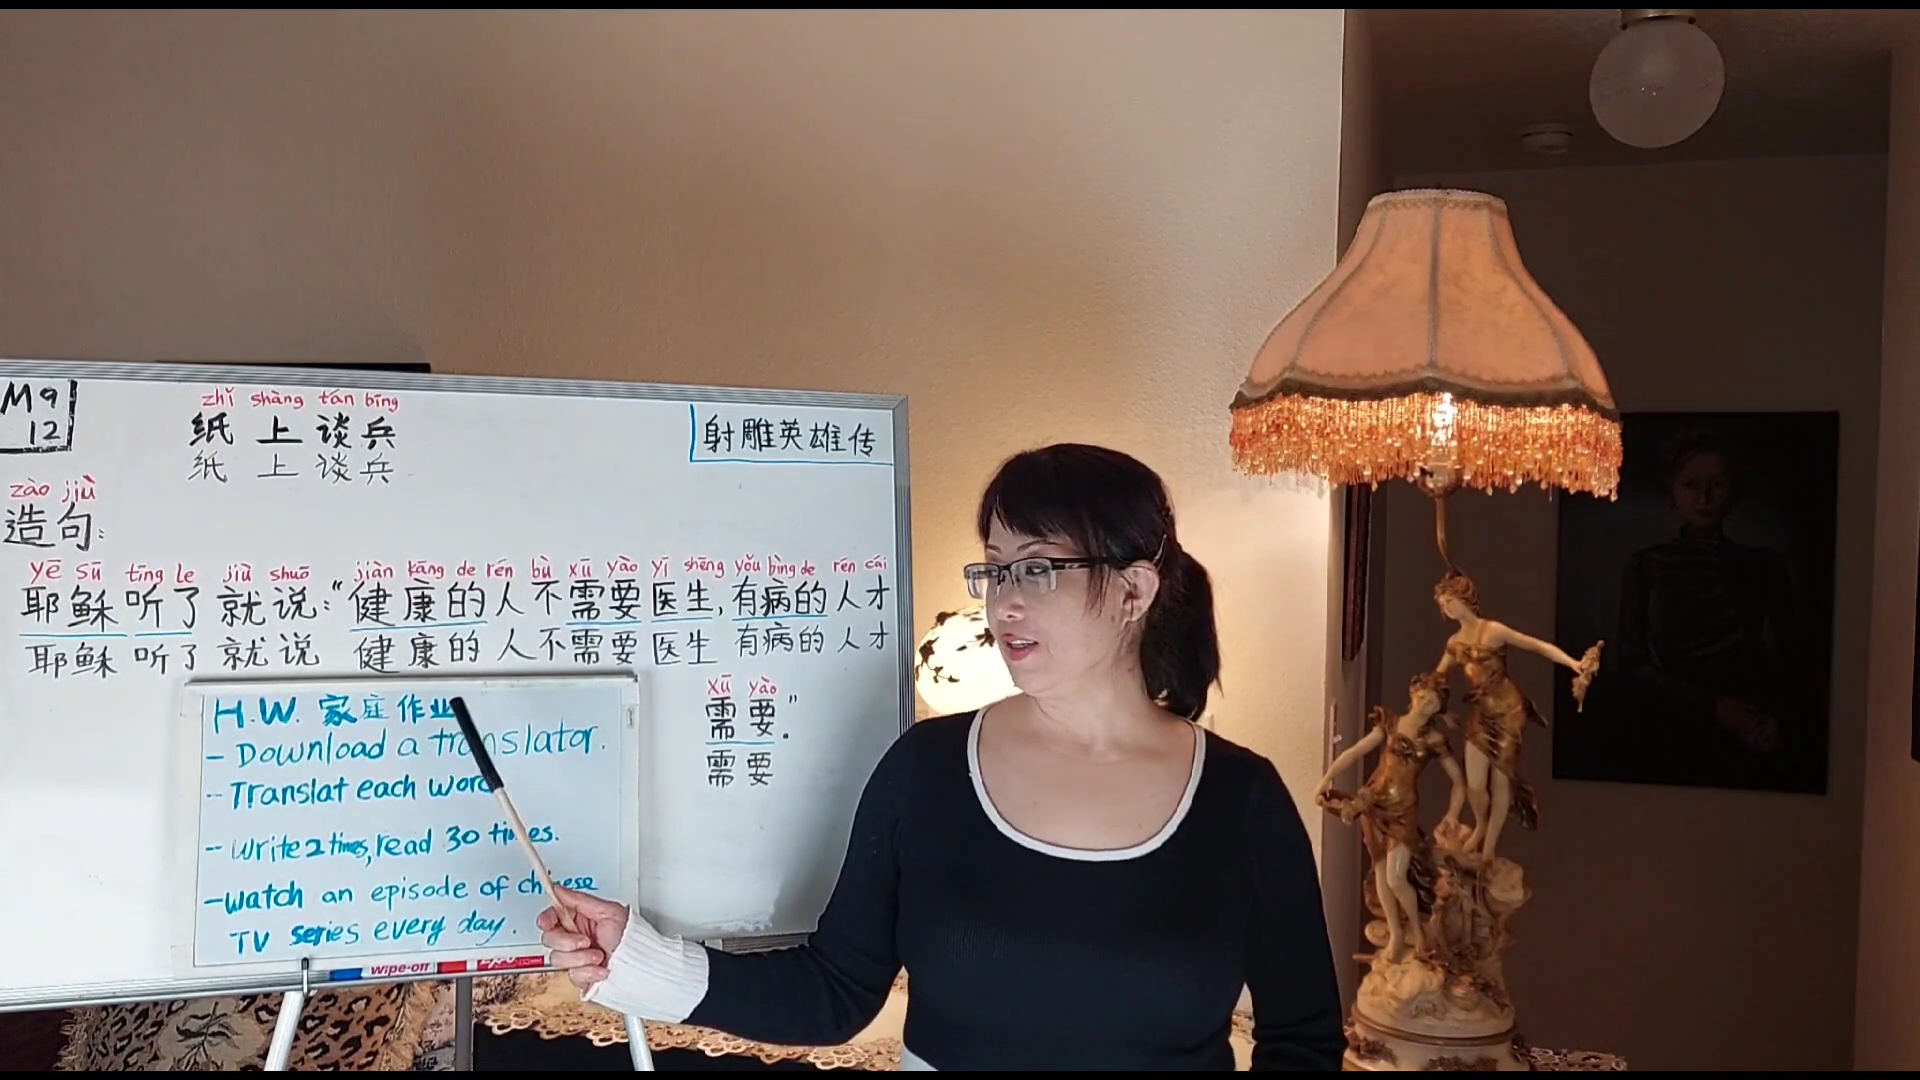 M9
12
zhǐ shàng tán bīng
纸上谈兵
纸上谈兵
射雕英雄传
zào jiù
造句:
yē sū tīng le jiù shuō jiàn kāng de rén bù xū yào yī shēng yǒu bìng de rén cái
耶稣听了就说:“健康的人不需要医生,有病的人才
耶稣听了就说 健康的人不需要医生 有病的人才
xū yào
需要”。
需要
H.W. 家庭作业
- Download a translator.
-- Translat each word
-- write 2 times, read 30 times.
- watch an episode of chinese
TV series every day.
wipe-off
EXPO